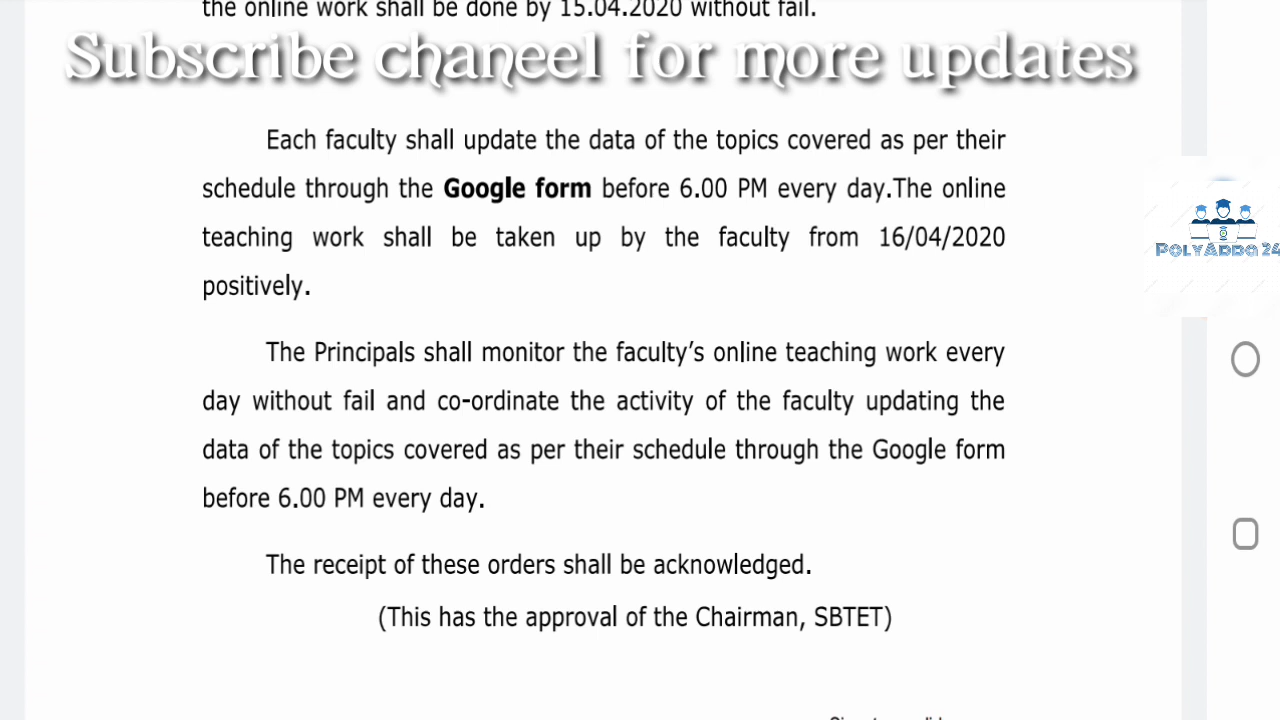 the online work shall be done by 15.04.2020 without fail.
Subscribe chaneel for more updates
Each faculty shall update the data of the topics covered as per their
schedule through the Google form before 6.00 PM every day.The online
teaching work shall be taken up by the faculty from 16/04/2020
positively.
POLYADDA 24
The Principals shall monitor the faculty’s online teaching work every
day without fail and co-ordinate the activity of the faculty updating the
data of the topics covered as per their schedule through the Google form
before 6.00 PM every day.
The receipt of these orders shall be acknowledged.
(This has the approval of the Chairman, SBTET)